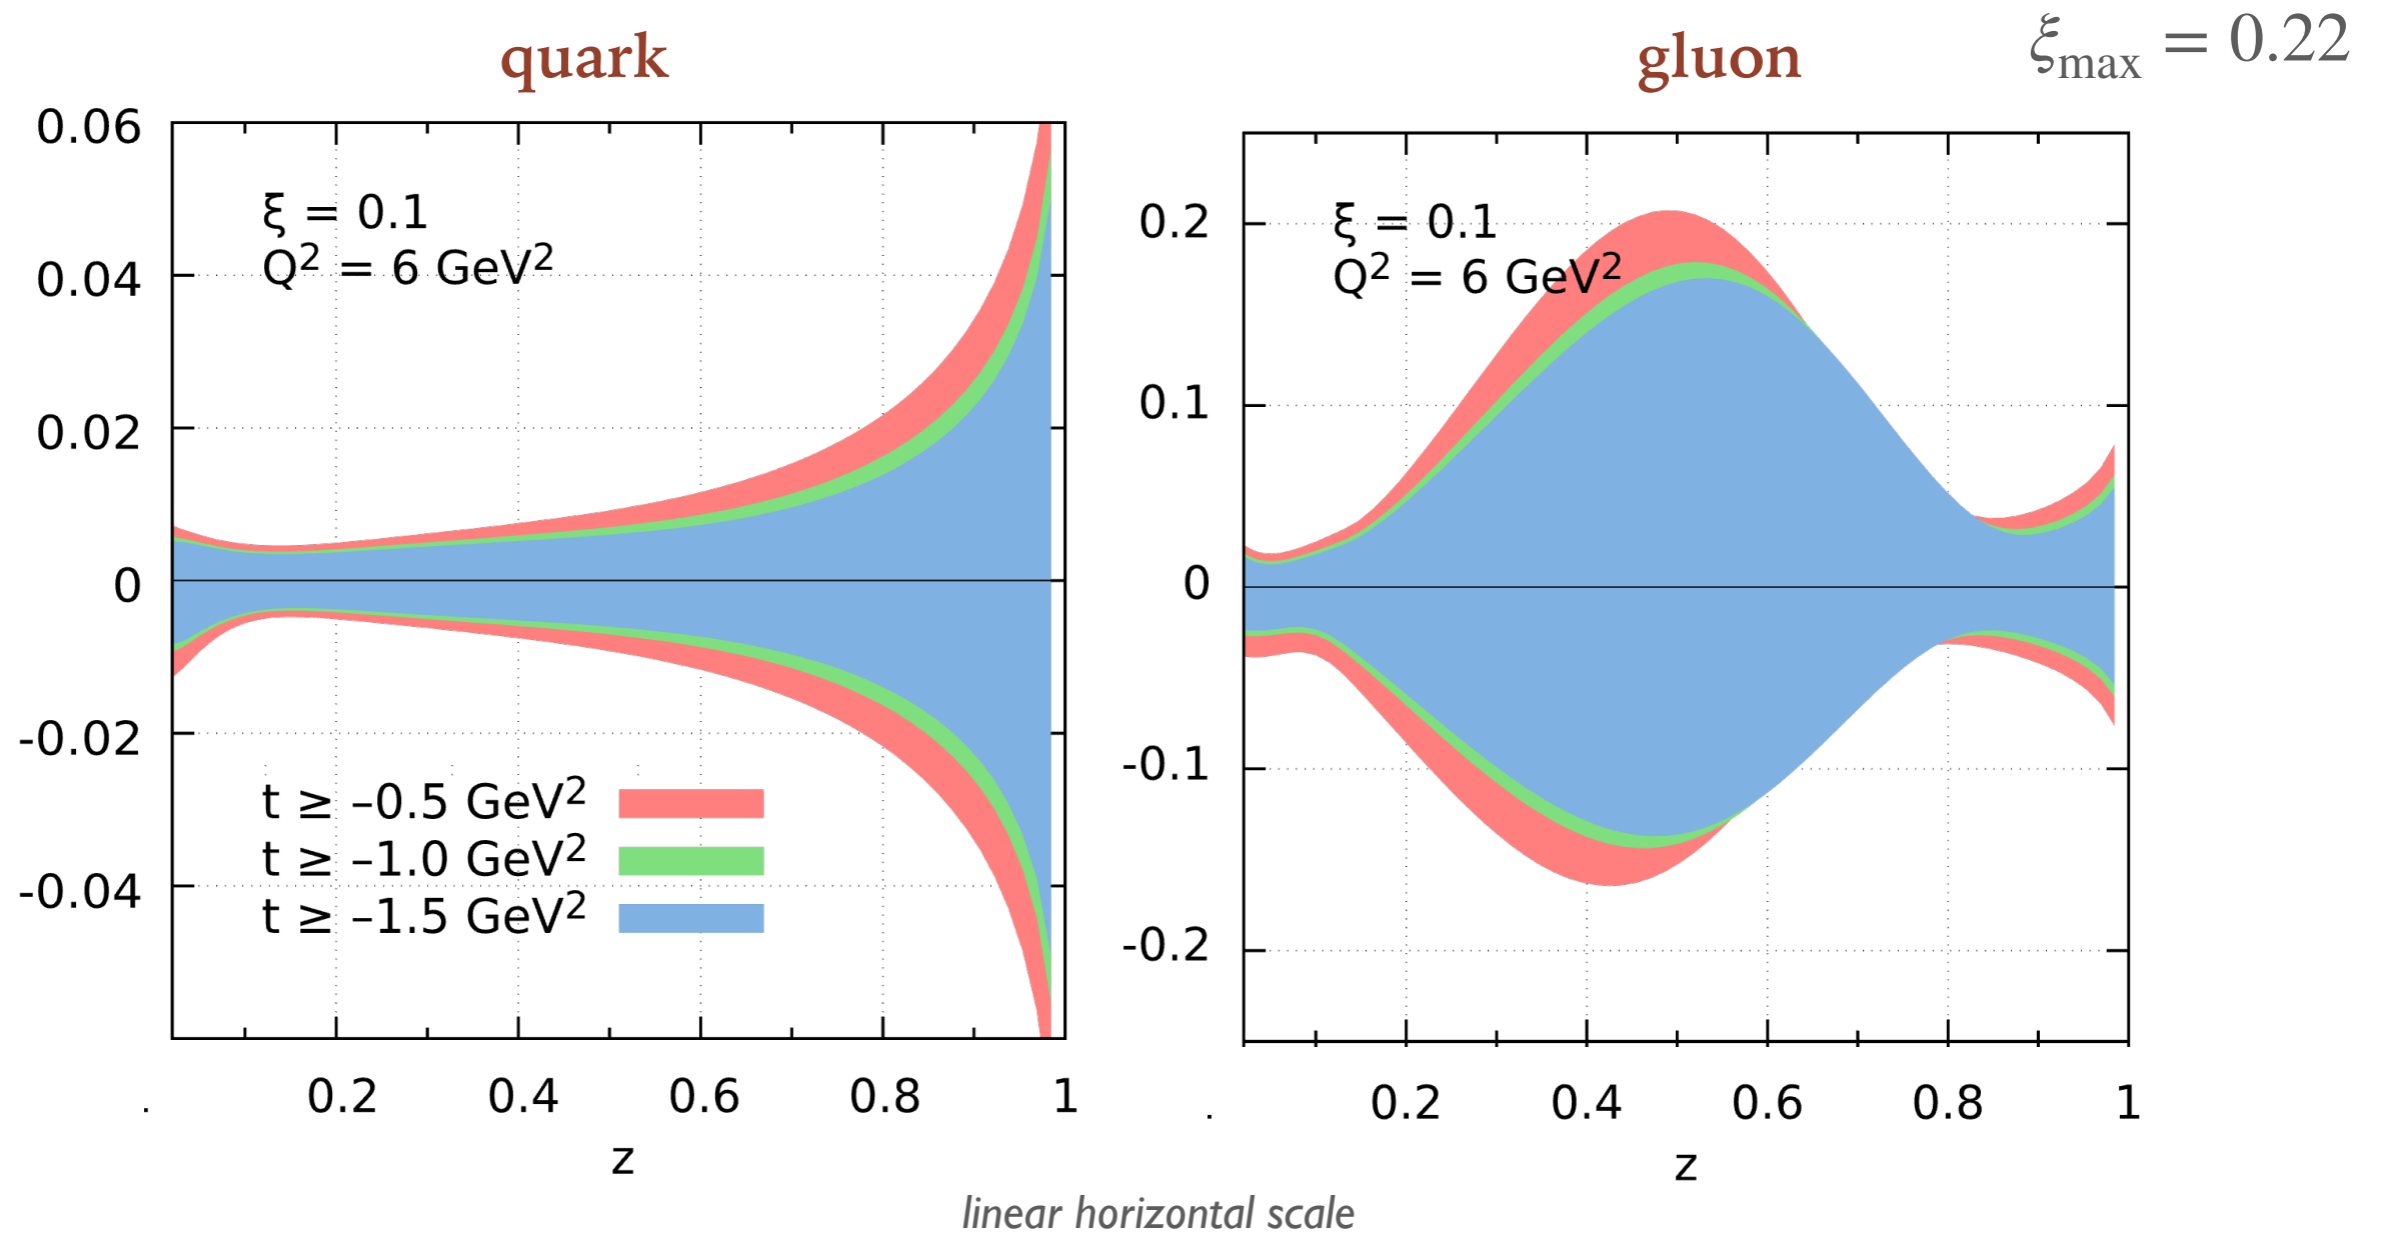 quark
gluon
ξmax = 0.22
0.06
0.04
0.02
0
-0.02
-0.04
ξ = 0.1
Q² = 6 GeV²
t ≥ –0.5 GeV²
t ≥ –1.0 GeV²
t ≥ –1.5 GeV²
0.2 0.4 0.6 0.8 1
z
0.2
0.1
0
-0.1
-0.2
ξ = 0.1
Q² = 6 GeV²
0.2 0.4 0.6 0.8 1
z
linear horizontal scale